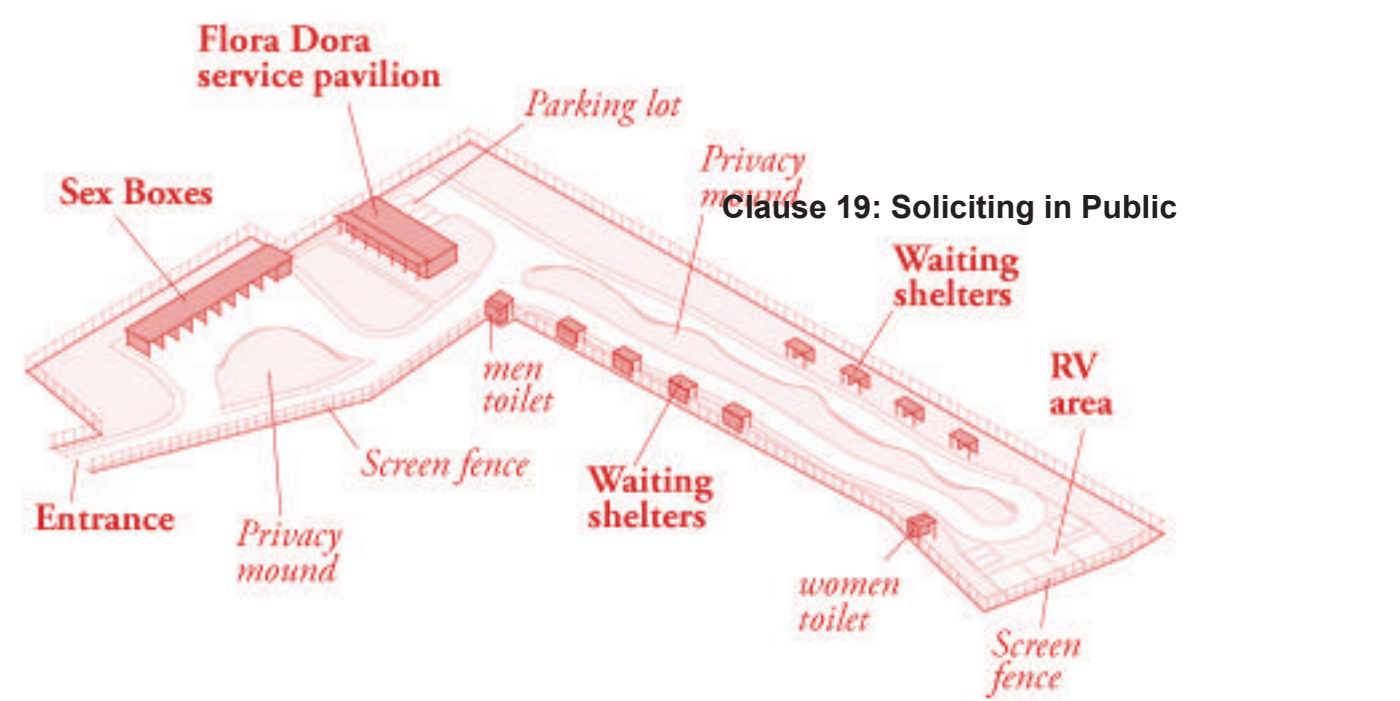 Flora Dora
service pavilion
Parking lot
Privacy
mound
Clause 19: Soliciting in Public
Sex Boxes
Waiting
shelters
RV
area
men
toilet
Screen fence
Waiting
shelters
Entrance
Privacy
mound
women
toilet
Screen
fence